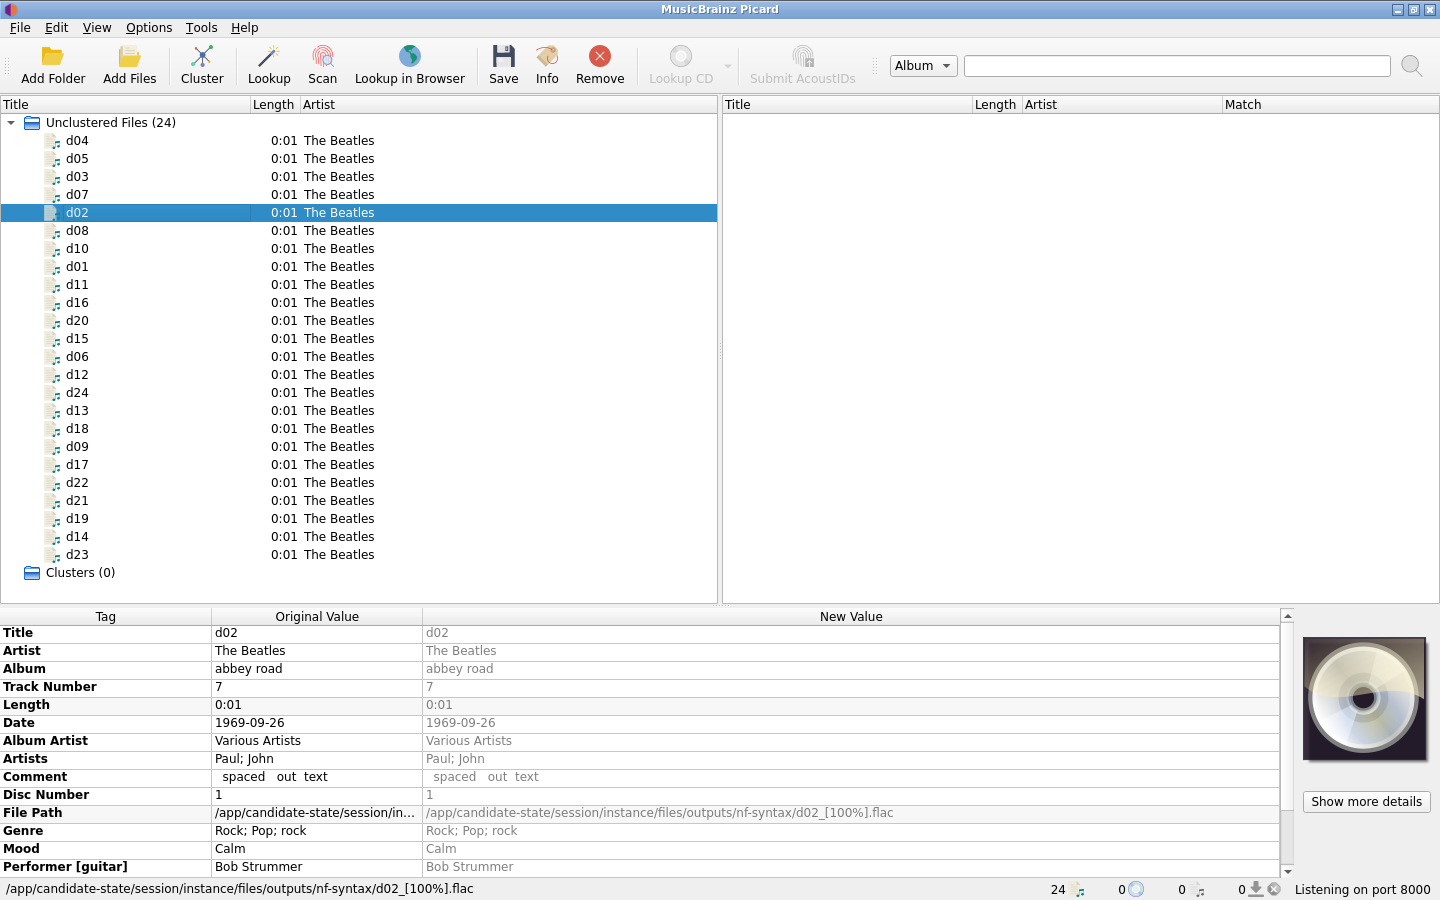 MusicBrainz Picard
File Edit View Options Tools Help
Add Folder Add Files Cluster Lookup Scan Lookup in Browser Save Info Remove Lookup CD Submit AcoustIDs Album
Title Length Artist
Unclustered Files (24)
d04 0:01 The Beatles
d05 0:01 The Beatles
d03 0:01 The Beatles
d07 0:01 The Beatles
d02 0:01 The Beatles
d08 0:01 The Beatles
d10 0:01 The Beatles
d01 0:01 The Beatles
d11 0:01 The Beatles
d16 0:01 The Beatles
d20 0:01 The Beatles
d15 0:01 The Beatles
d06 0:01 The Beatles
d12 0:01 The Beatles
d24 0:01 The Beatles
d13 0:01 The Beatles
d18 0:01 The Beatles
d09 0:01 The Beatles
d17 0:01 The Beatles
d22 0:01 The Beatles
d21 0:01 The Beatles
d19 0:01 The Beatles
d14 0:01 The Beatles
d23 0:01 The Beatles
Clusters (0)
Title Length Artist Match
Tag Original Value New Value
Title d02 d02
Artist The Beatles The Beatles
Album abbey road abbey road
Track Number 7 7
Length 0:01 0:01
Date 1969-09-26 1969-09-26
Album Artist Various Artists Various Artists
Artists Paul; John Paul; John
Comment   spaced   out  text   spaced   out  text
Disc Number 1 1
File Path /app/candidate-state/session/in... /app/candidate-state/session/instance/files/outputs/nf-syntax/d02_[100%].flac
Genre Rock; Pop; rock Rock; Pop; rock
Mood Calm Calm
Performer [guitar] Bob Strummer Bob Strummer
Show more details
/app/candidate-state/session/instance/files/outputs/nf-syntax/d02_[100%].flac 24 0 0 0 Listening on port 8000